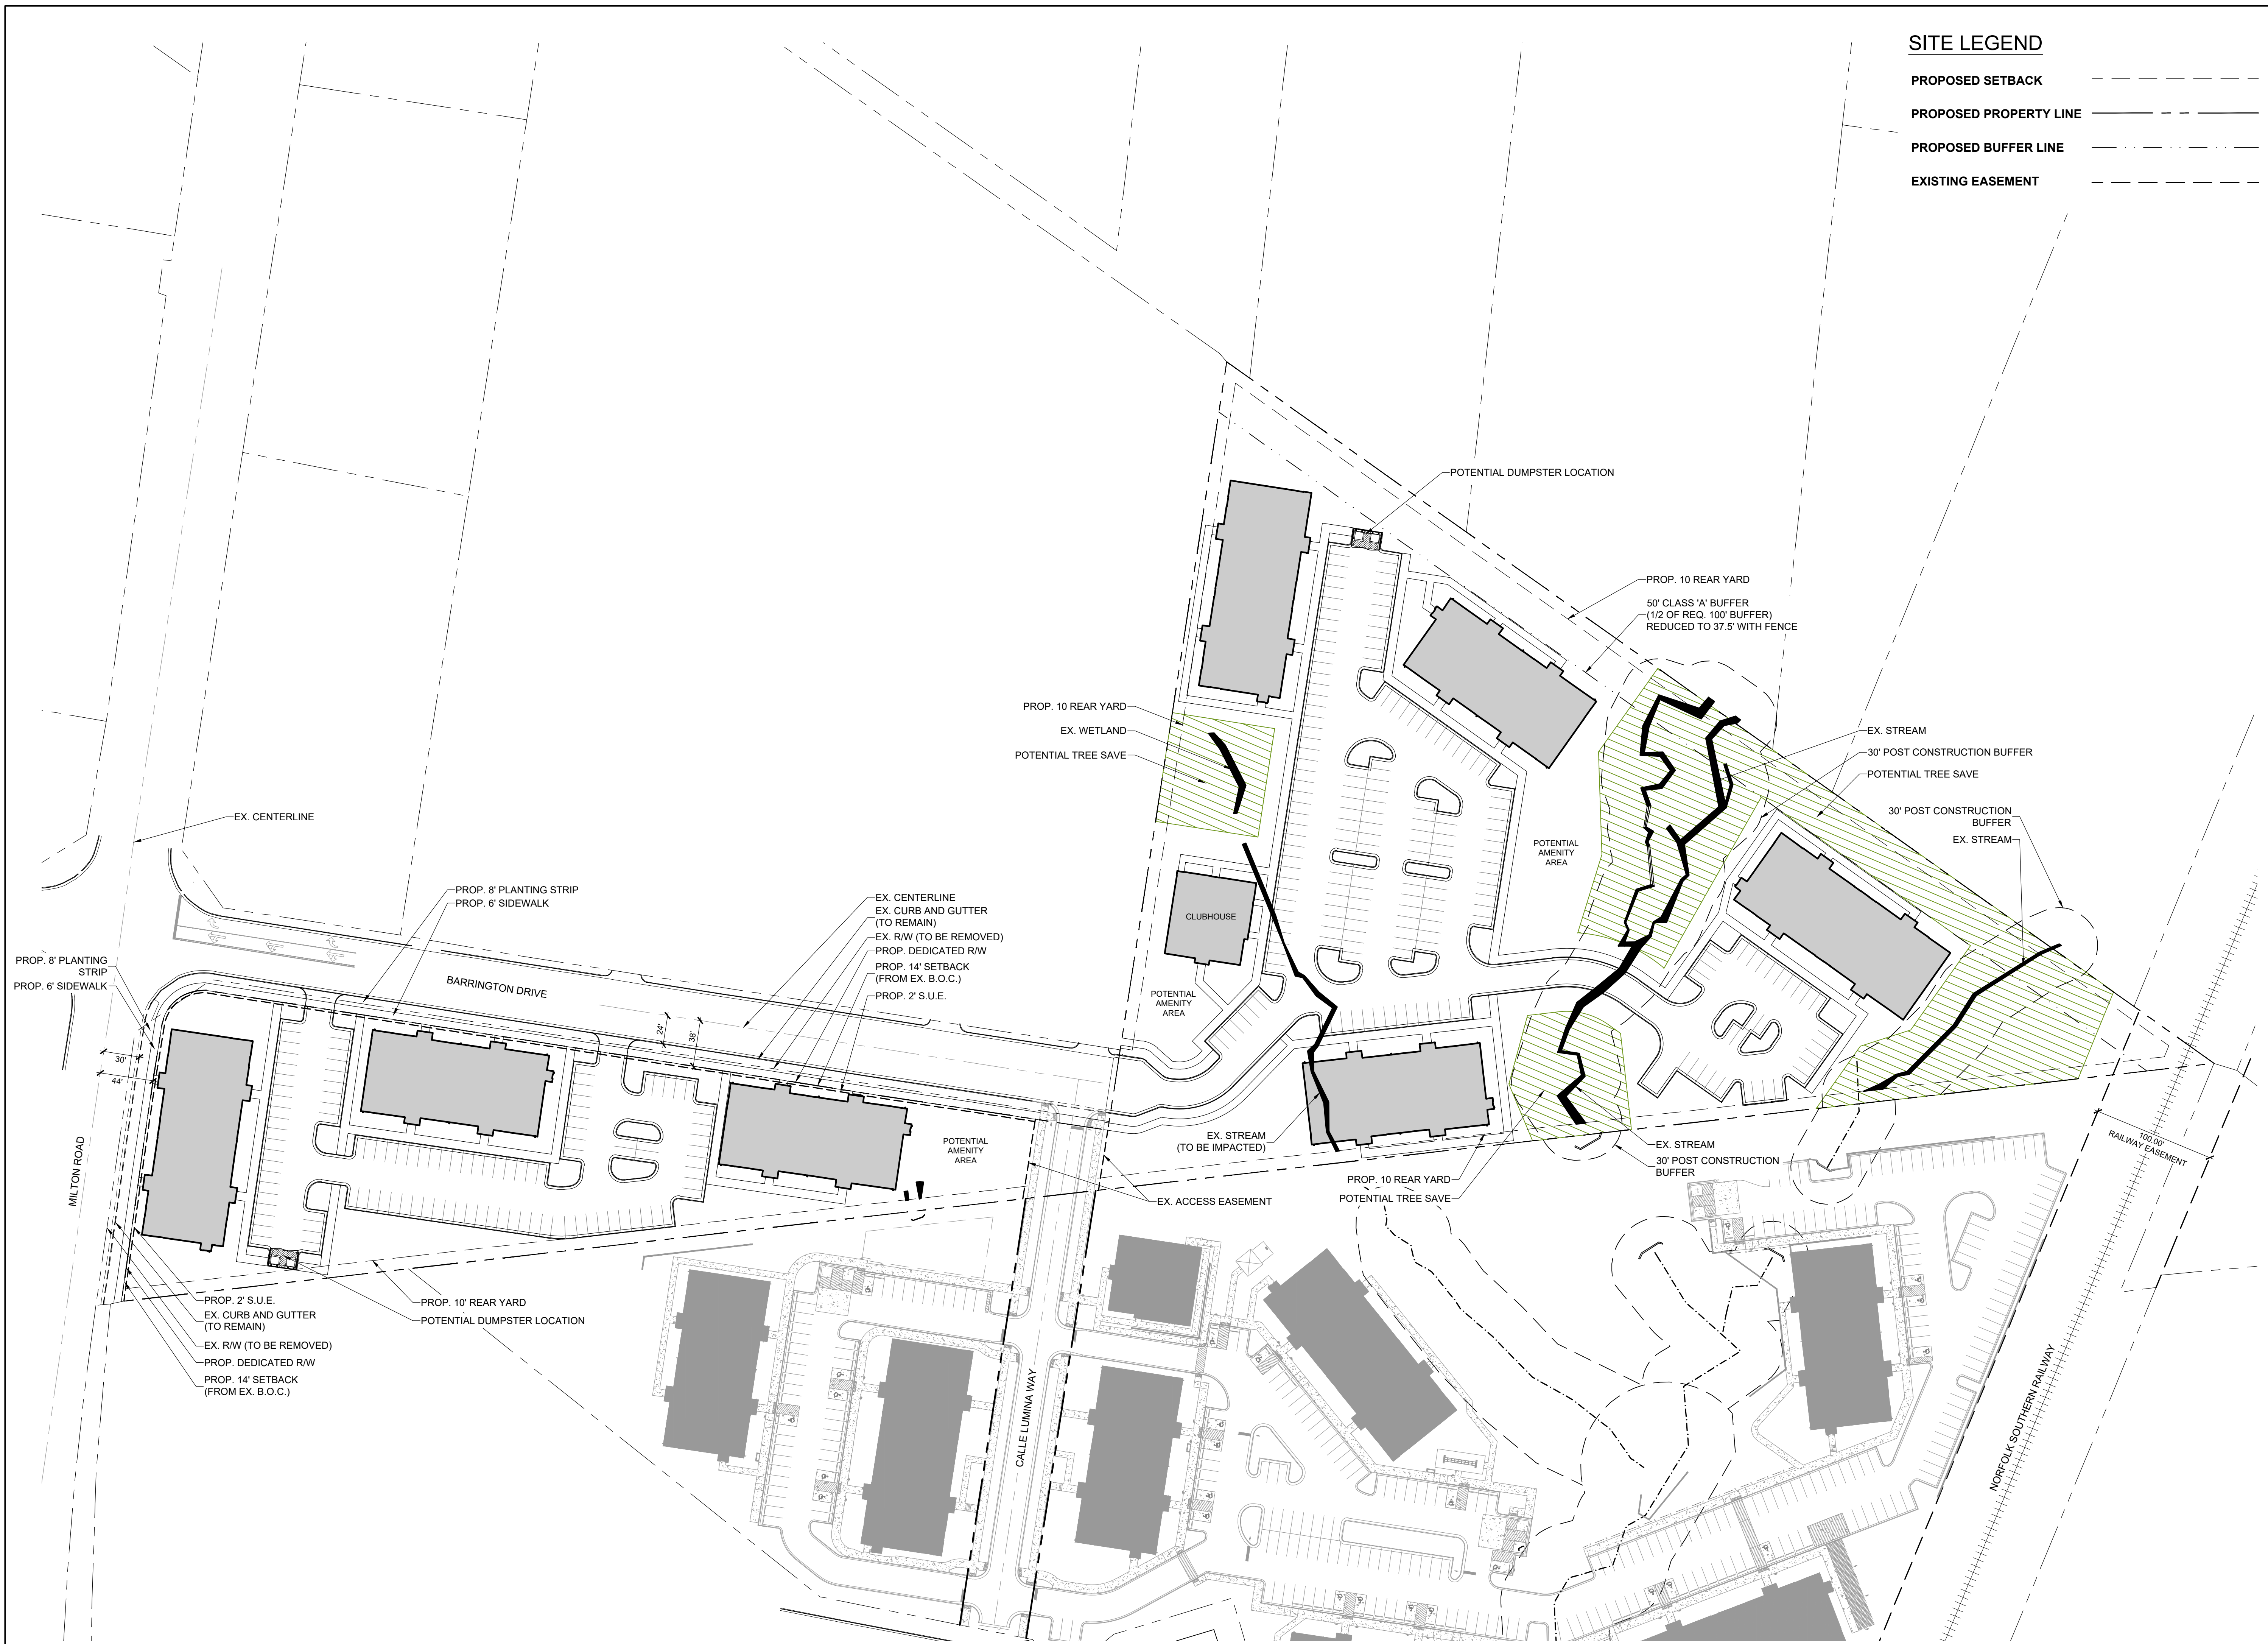 SITE LEGEND
PROPOSED SETBACK
PROPOSED PROPERTY LINE
PROPOSED BUFFER LINE
EXISTING EASEMENT
POTENTIAL DUMPSTER LOCATION
PROP. 10 REAR YARD
50' CLASS 'A' BUFFER
(1/2 OF REQ. 100' BUFFER)
REDUCED TO 37.5' WITH FENCE
PROP. 10 REAR YARD
EX. WETLAND
POTENTIAL TREE SAVE
EX. STREAM
30' POST CONSTRUCTION BUFFER
POTENTIAL TREE SAVE
30' POST CONSTRUCTION
BUFFER
EX. STREAM
EX. CENTERLINE
POTENTIAL
AMENITY
AREA
PROP. 8' PLANTING STRIP
PROP. 6' SIDEWALK
EX. CENTERLINE
EX. CURB AND GUTTER
(TO REMAIN)
EX. R/W (TO BE REMOVED)
PROP. DEDICATED R/W
PROP. 14' SETBACK
(FROM EX. B.O.C.)
PROP. 2' S.U.E.
CLUBHOUSE
PROP. 8' PLANTING
STRIP
PROP. 6' SIDEWALK
BARRINGTON DRIVE
POTENTIAL
AMENITY
AREA
24'
38'
30'
44'
MILTON ROAD
POTENTIAL
AMENITY
AREA
EX. STREAM
(TO BE IMPACTED)
EX. STREAM
30' POST CONSTRUCTION
BUFFER
100.00'
RAILWAY EASEMENT
PROP. 10 REAR YARD
POTENTIAL TREE SAVE
EX. ACCESS EASEMENT
PROP. 2' S.U.E.
EX. CURB AND GUTTER
(TO REMAIN)
EX. R/W (TO BE REMOVED)
PROP. DEDICATED R/W
PROP. 14' SETBACK
(FROM EX. B.O.C.)
PROP. 10' REAR YARD
POTENTIAL DUMPSTER LOCATION
CALLE LUMINA WAY
NORFOLK SOUTHERN RAILWAY